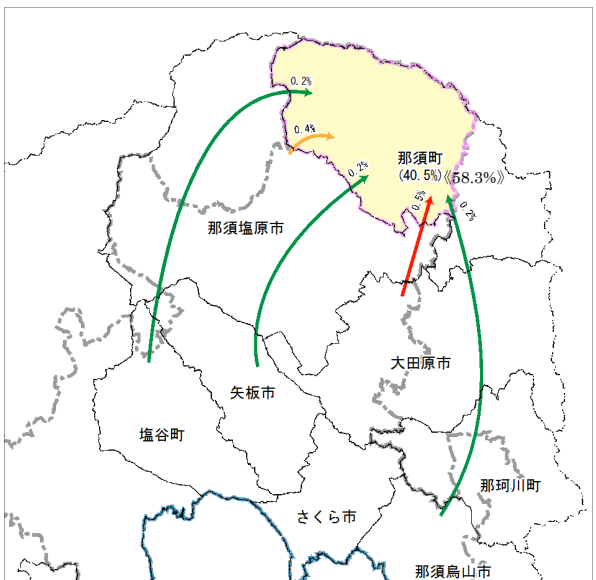 0.2%
0.4%
那須町
0.2%
(40.5%)《58.3%》
0.5%
0.2%
那須塩原市
大田原市
矢板市
塩谷町
那珂川町
さくら市
那須烏山市